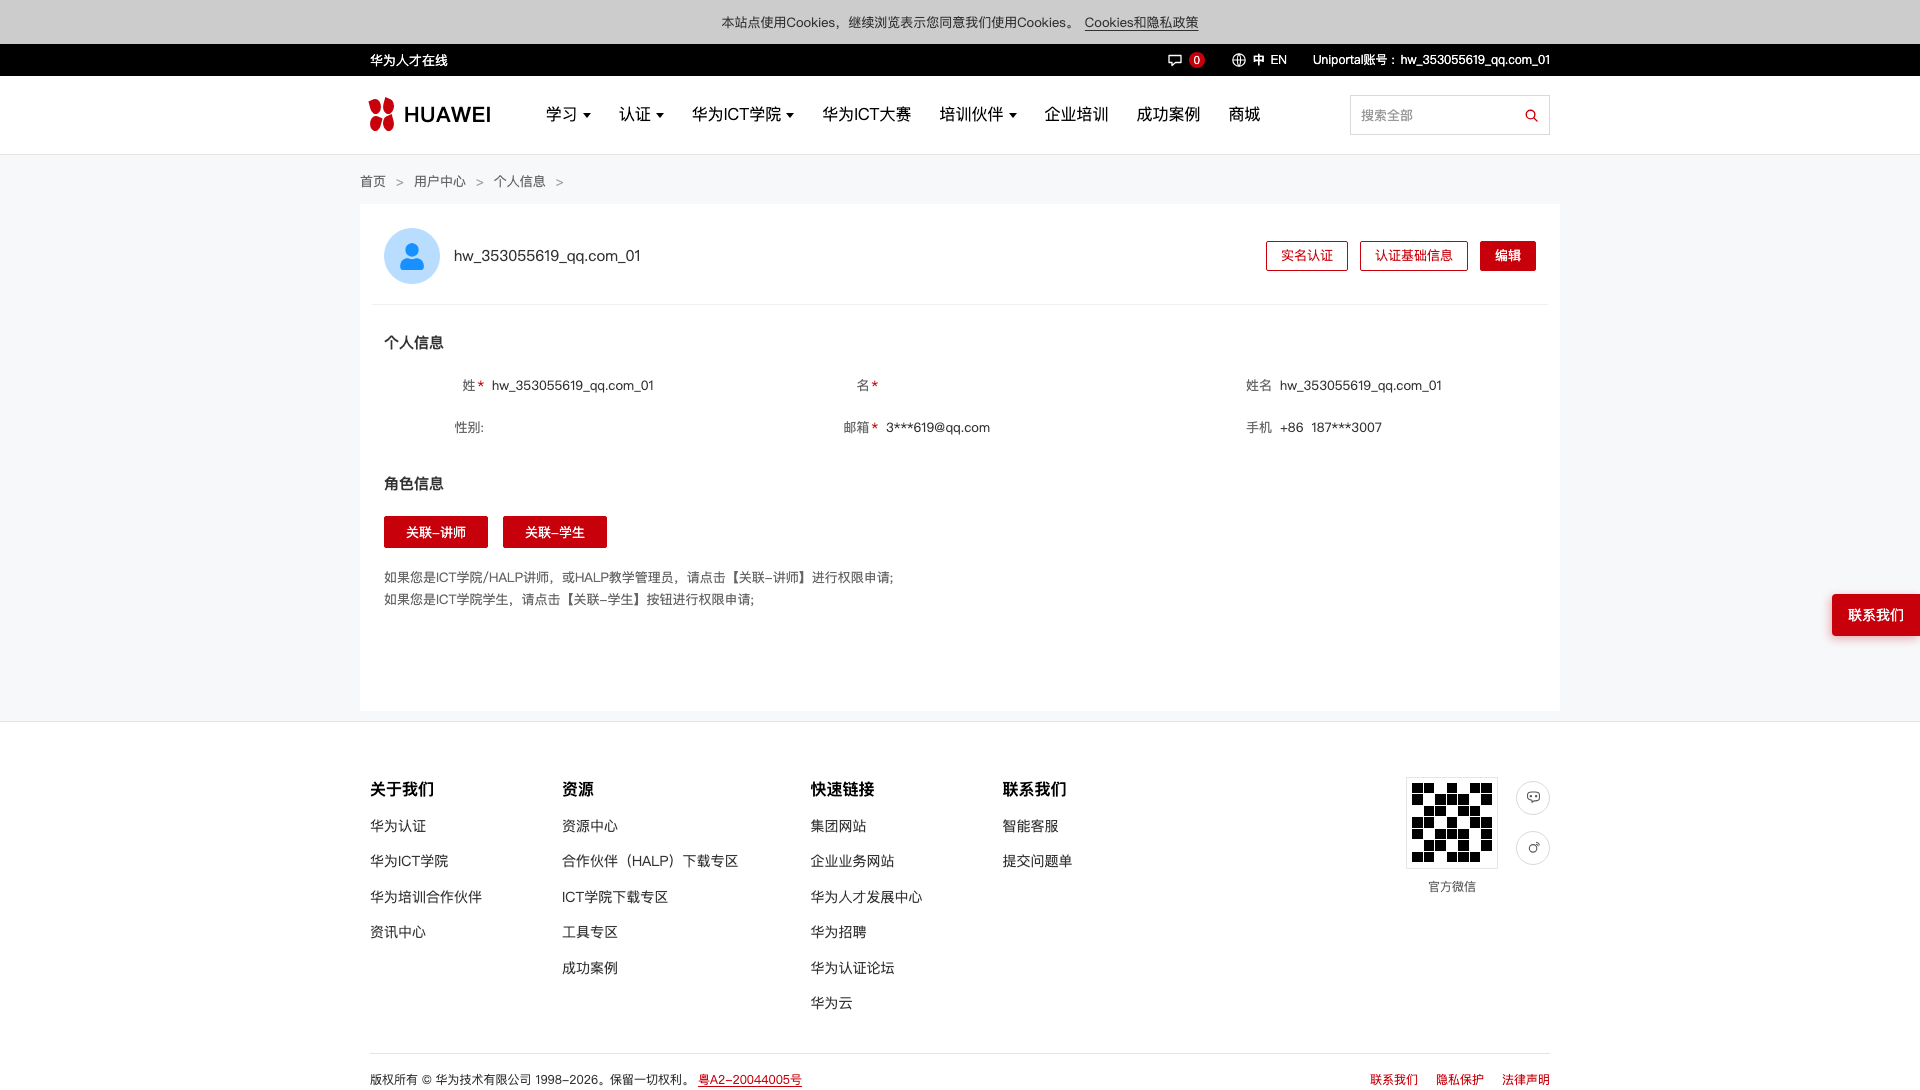 本站点使用Cookies，继续浏览表示您同意我们使用Cookies。 Cookies和隐私政策
华为人才在线 0 中 EN Uniportal账号 : hw_353055619_qq.com_01
HUAWEI 学习 认证 华为ICT学院 华为ICT大赛 培训伙伴 企业培训 成功案例 商城 搜索全部
首页 > 用户中心 > 个人信息 >
hw_353055619_qq.com_01 实名认证 认证基础信息 编辑
个人信息
姓* hw_353055619_qq.com_01 名* 姓名 hw_353055619_qq.com_01
性别: 邮箱* 3***619@qq.com 手机 +86 187***3007
角色信息
关联-讲师 关联-学生
如果您是ICT学院/HALP讲师，或HALP教学管理员，请点击【关联-讲师】进行权限申请;
如果您是ICT学院学生，请点击【关联-学生】按钮进行权限申请;
联系我们
关于我们 资源 快速链接 联系我们
华为认证 资源中心 集团网站 智能客服
华为ICT学院 合作伙伴（HALP）下载专区 企业业务网站 提交问题单
华为培训合作伙伴 ICT学院下载专区 华为人才发展中心
资讯中心 工具专区 华为招聘
成功案例 华为认证论坛
华为云
官方微信
版权所有 © 华为技术有限公司 1998-2026。保留一切权利。 粤A2-20044005号 联系我们 隐私保护 法律声明